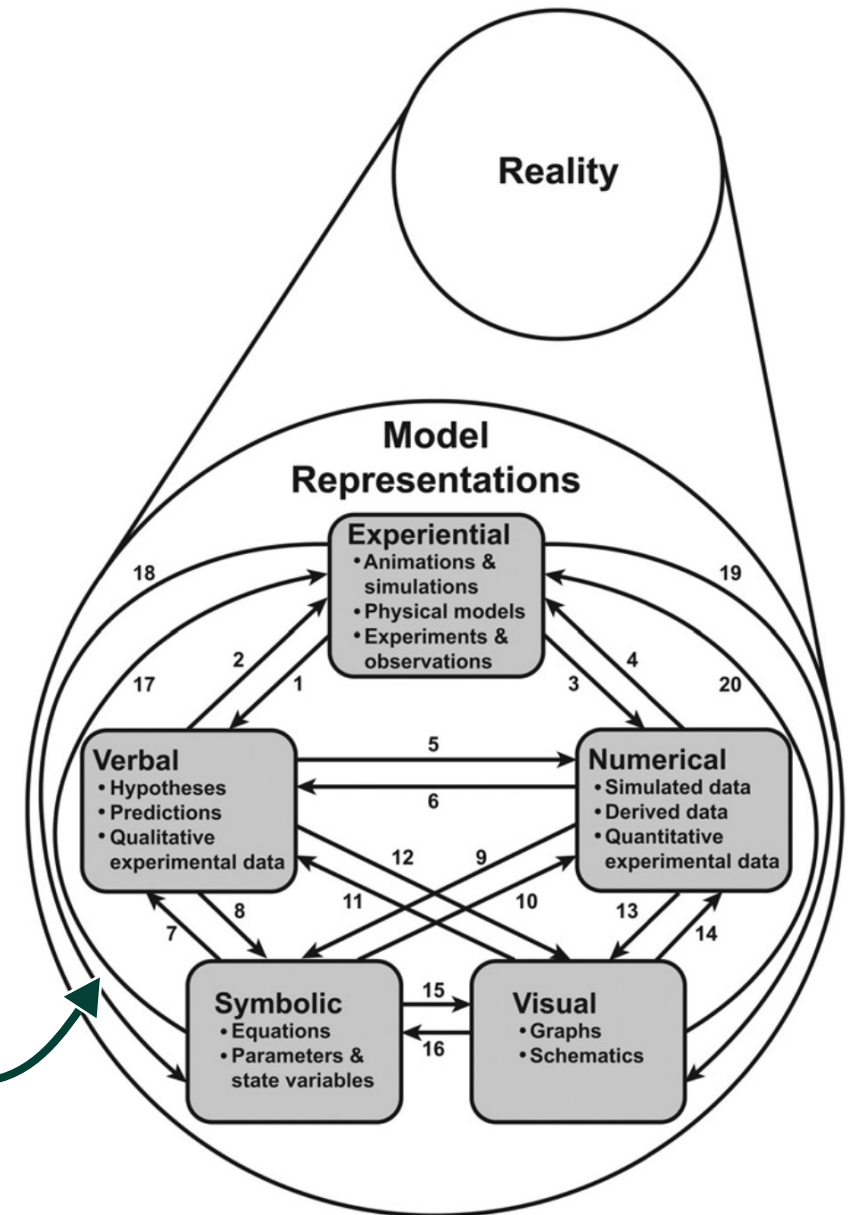 Reality
Model
Representations
Experiential
• Animations &
simulations
• Physical models
• Experiments &
observations
18
19
2
4
17
1
3
20
Verbal
• Hypotheses
• Predictions
• Qualitative
experimental data
5
6
Numerical
• Simulated data
• Derived data
• Quantitative
experimental data
12
9
11
10
8
13
7
14
Symbolic
• Equations
• Parameters &
state variables
15
16
Visual
• Graphs
• Schematics